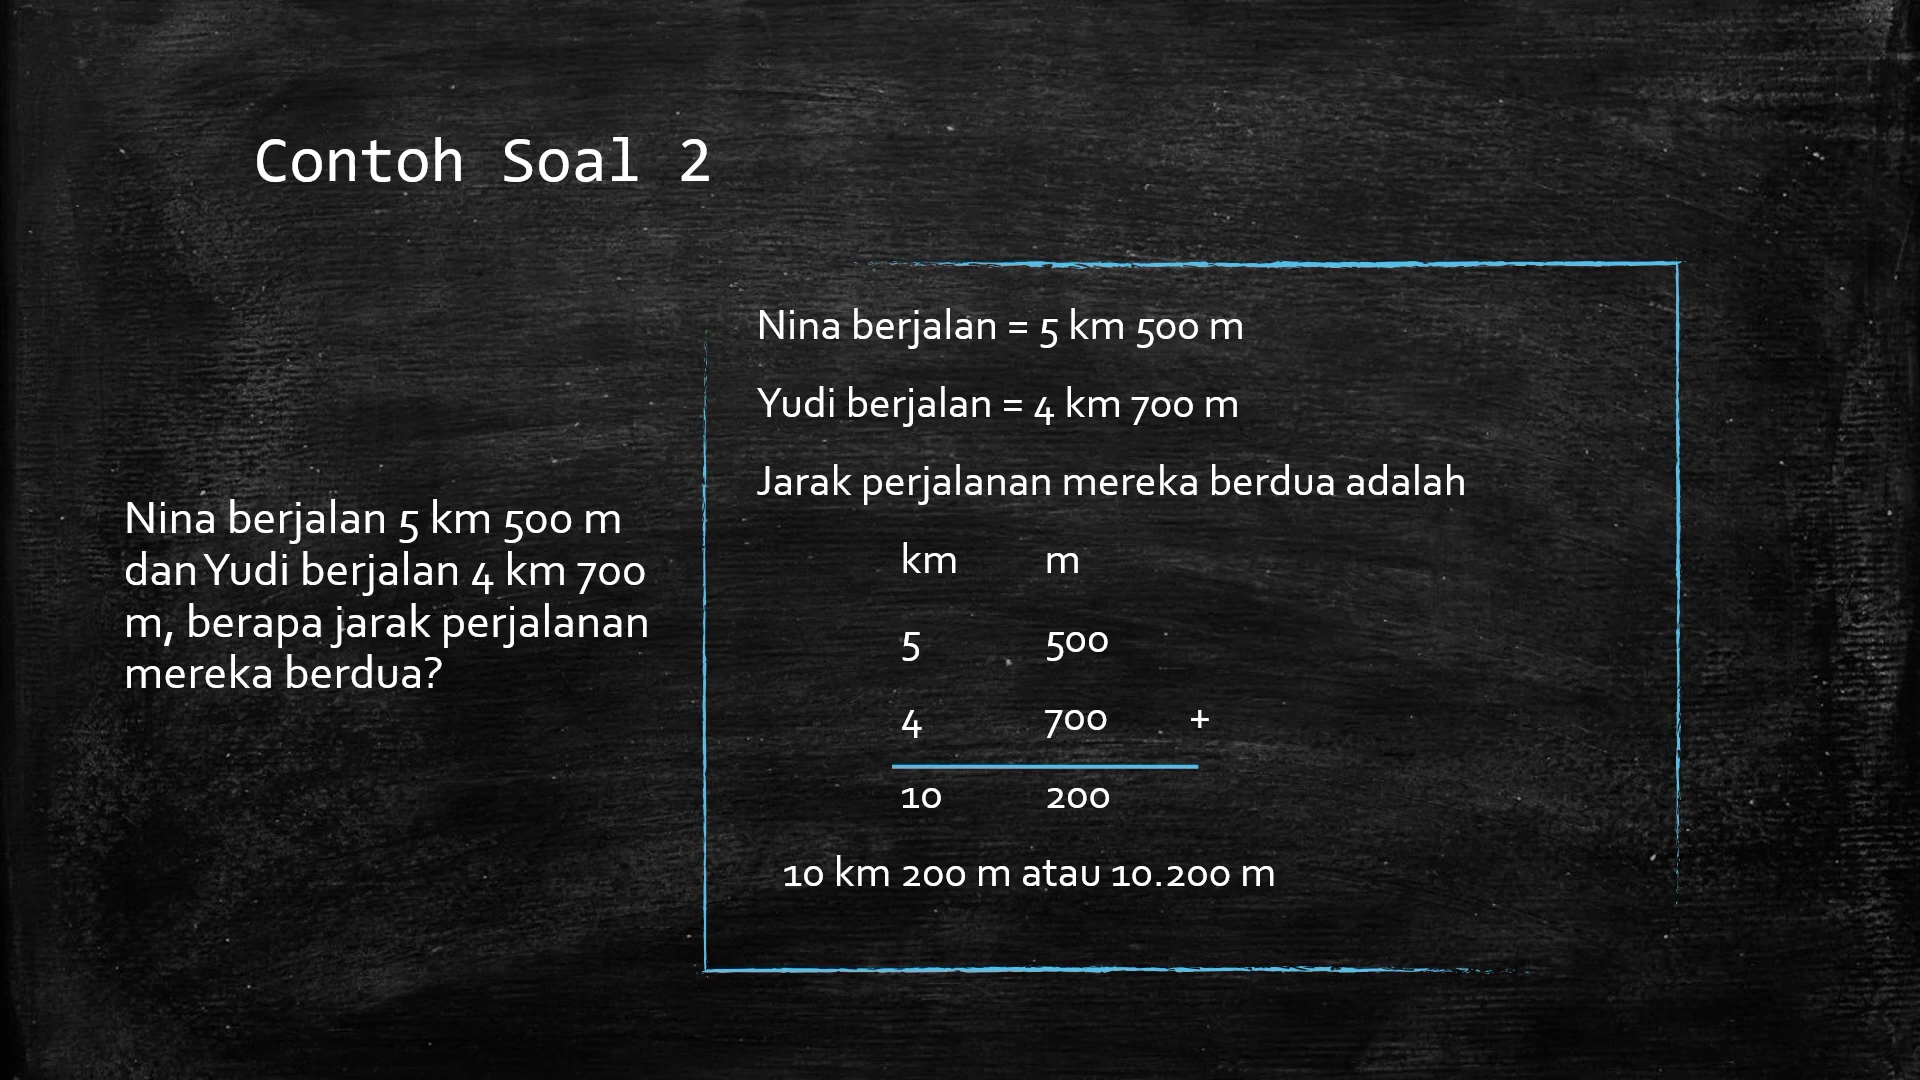 Contoh Soal 2
Nina berjalan 5 km 500 m
dan Yudi berjalan 4 km 700
m, berapa jarak perjalanan
mereka berdua?
Nina berjalan = 5 km 500 m
Yudi berjalan = 4 km 700 m
Jarak perjalanan mereka berdua adalah
km m
5 500
4 700 +
10 200
10 km 200 m atau 10.200 m